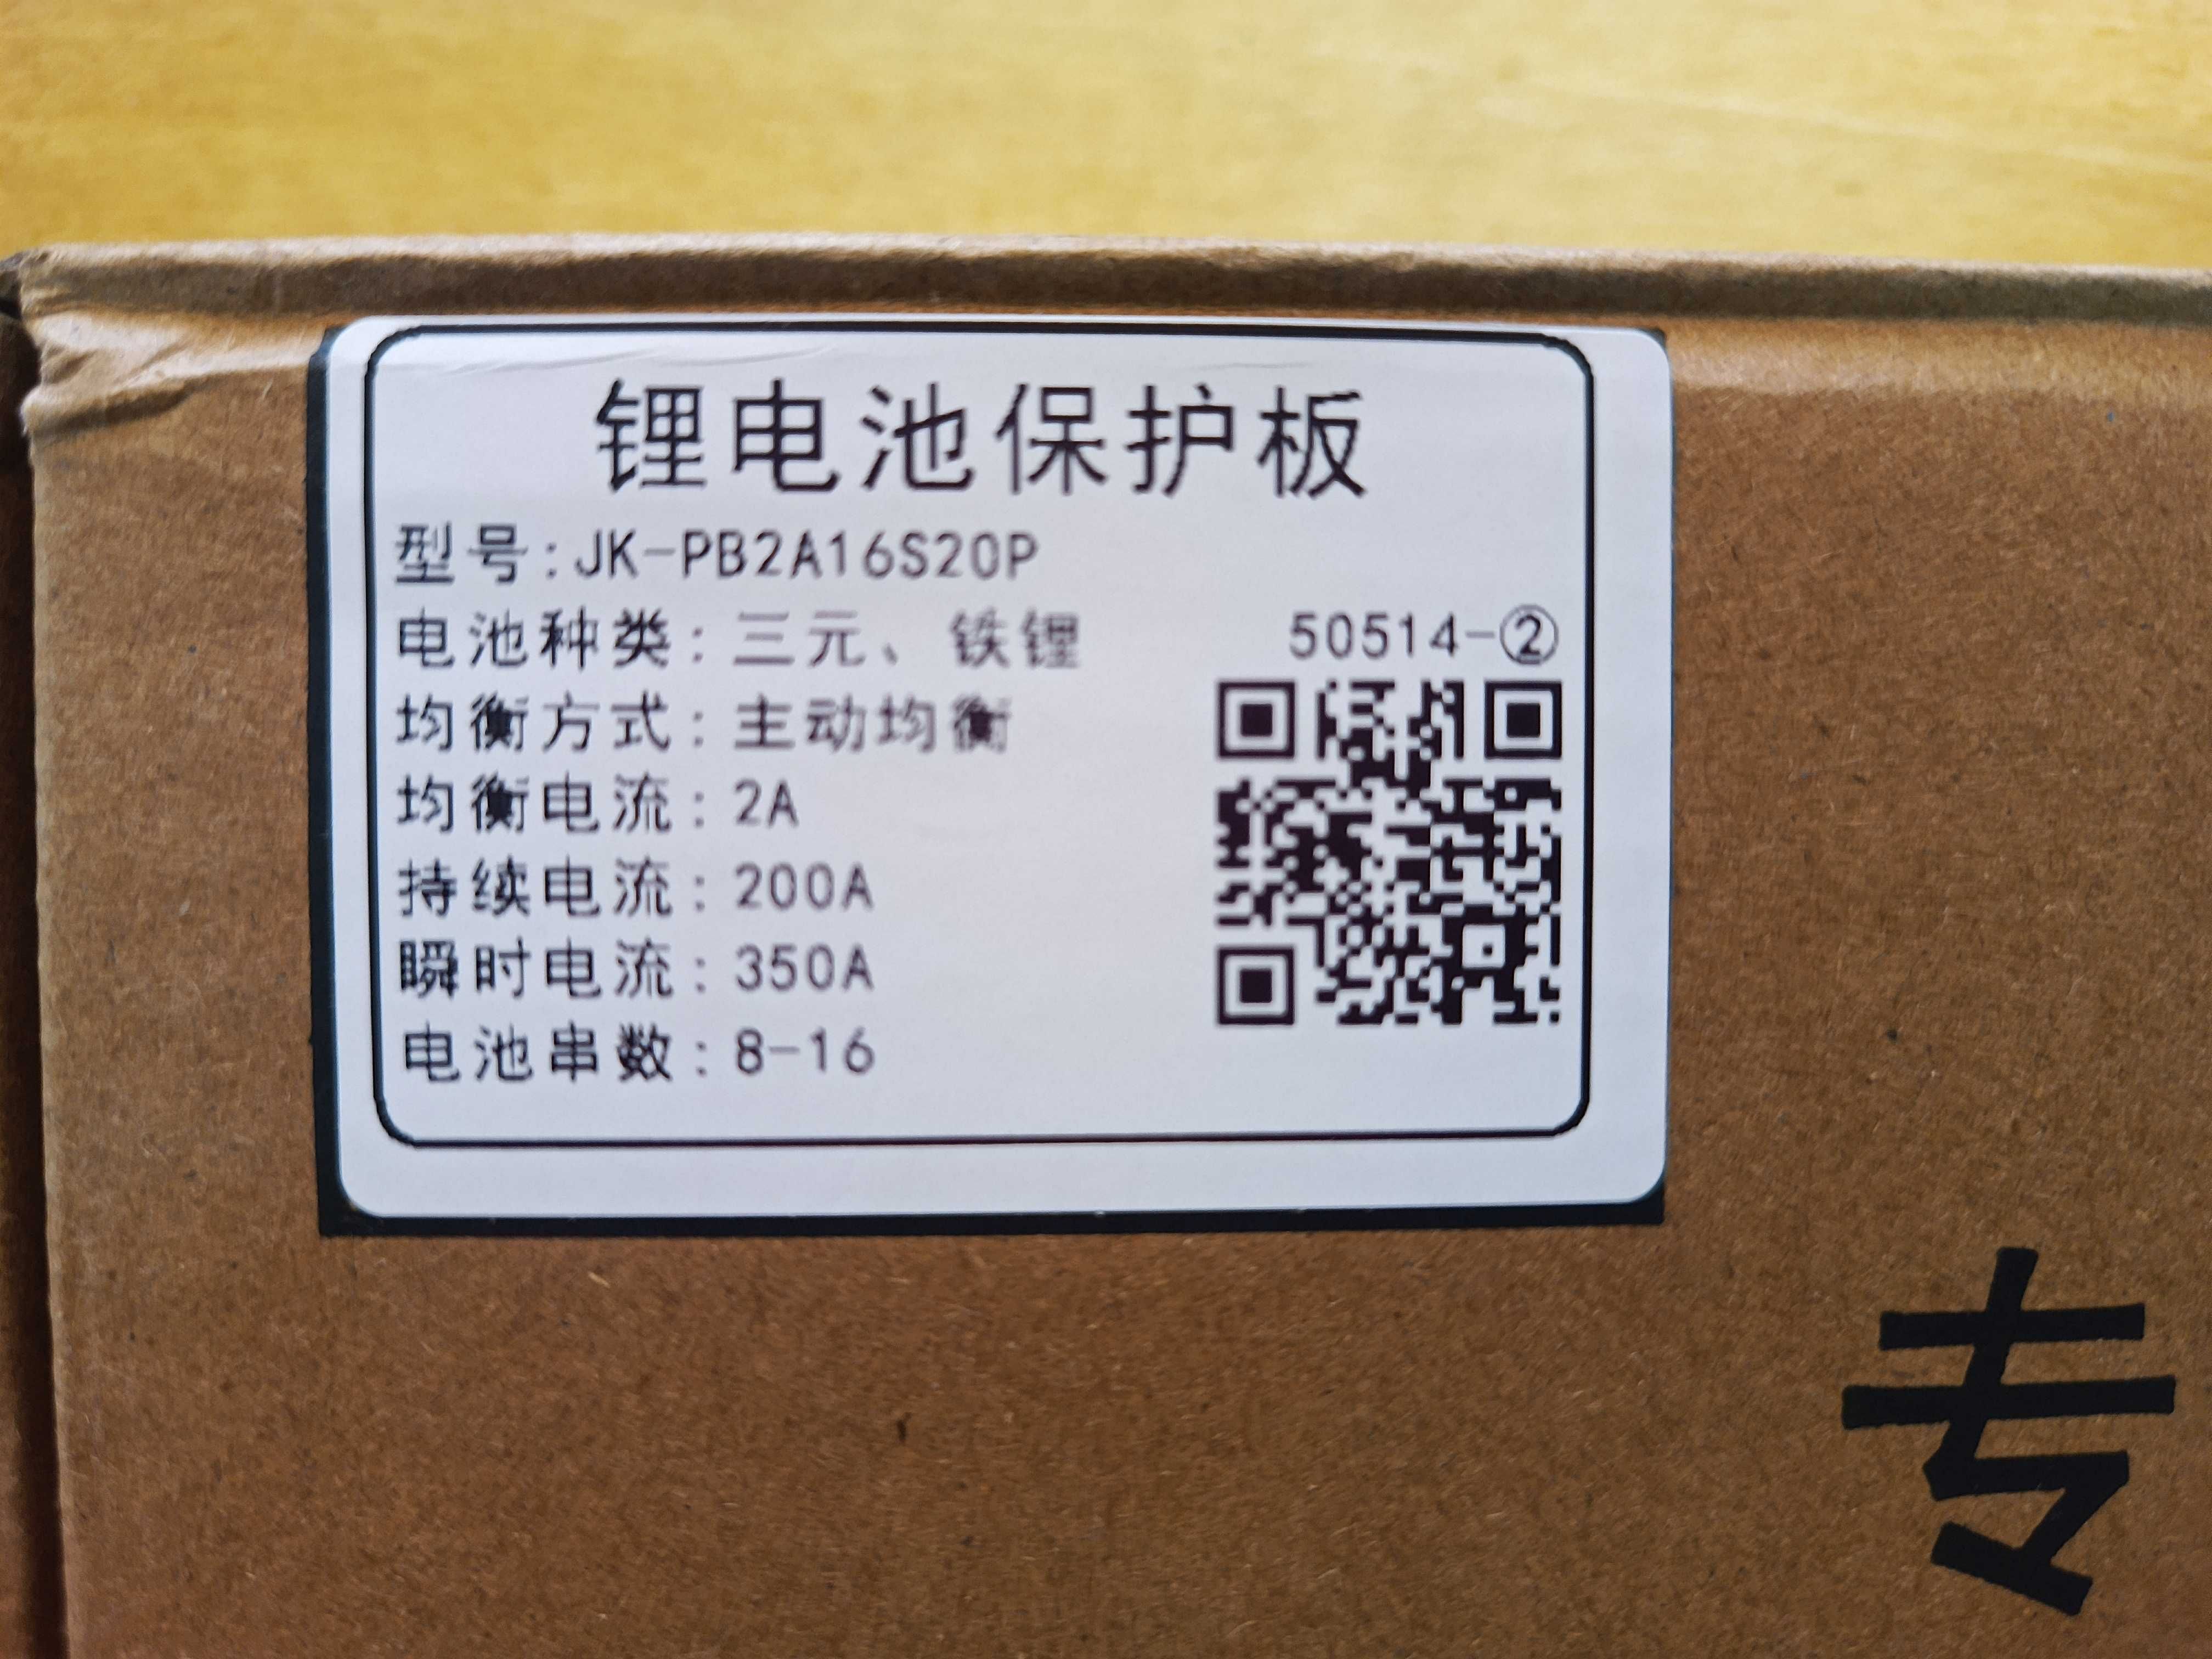 锂电池保护板
型号:JK-PB2A16S20P
电池种类: 三元、铁锂
50514-②
均衡方式: 主动均衡
均衡电流: 2A
持续电流: 200A
瞬时电流: 350A
电池串数: 8-16
专